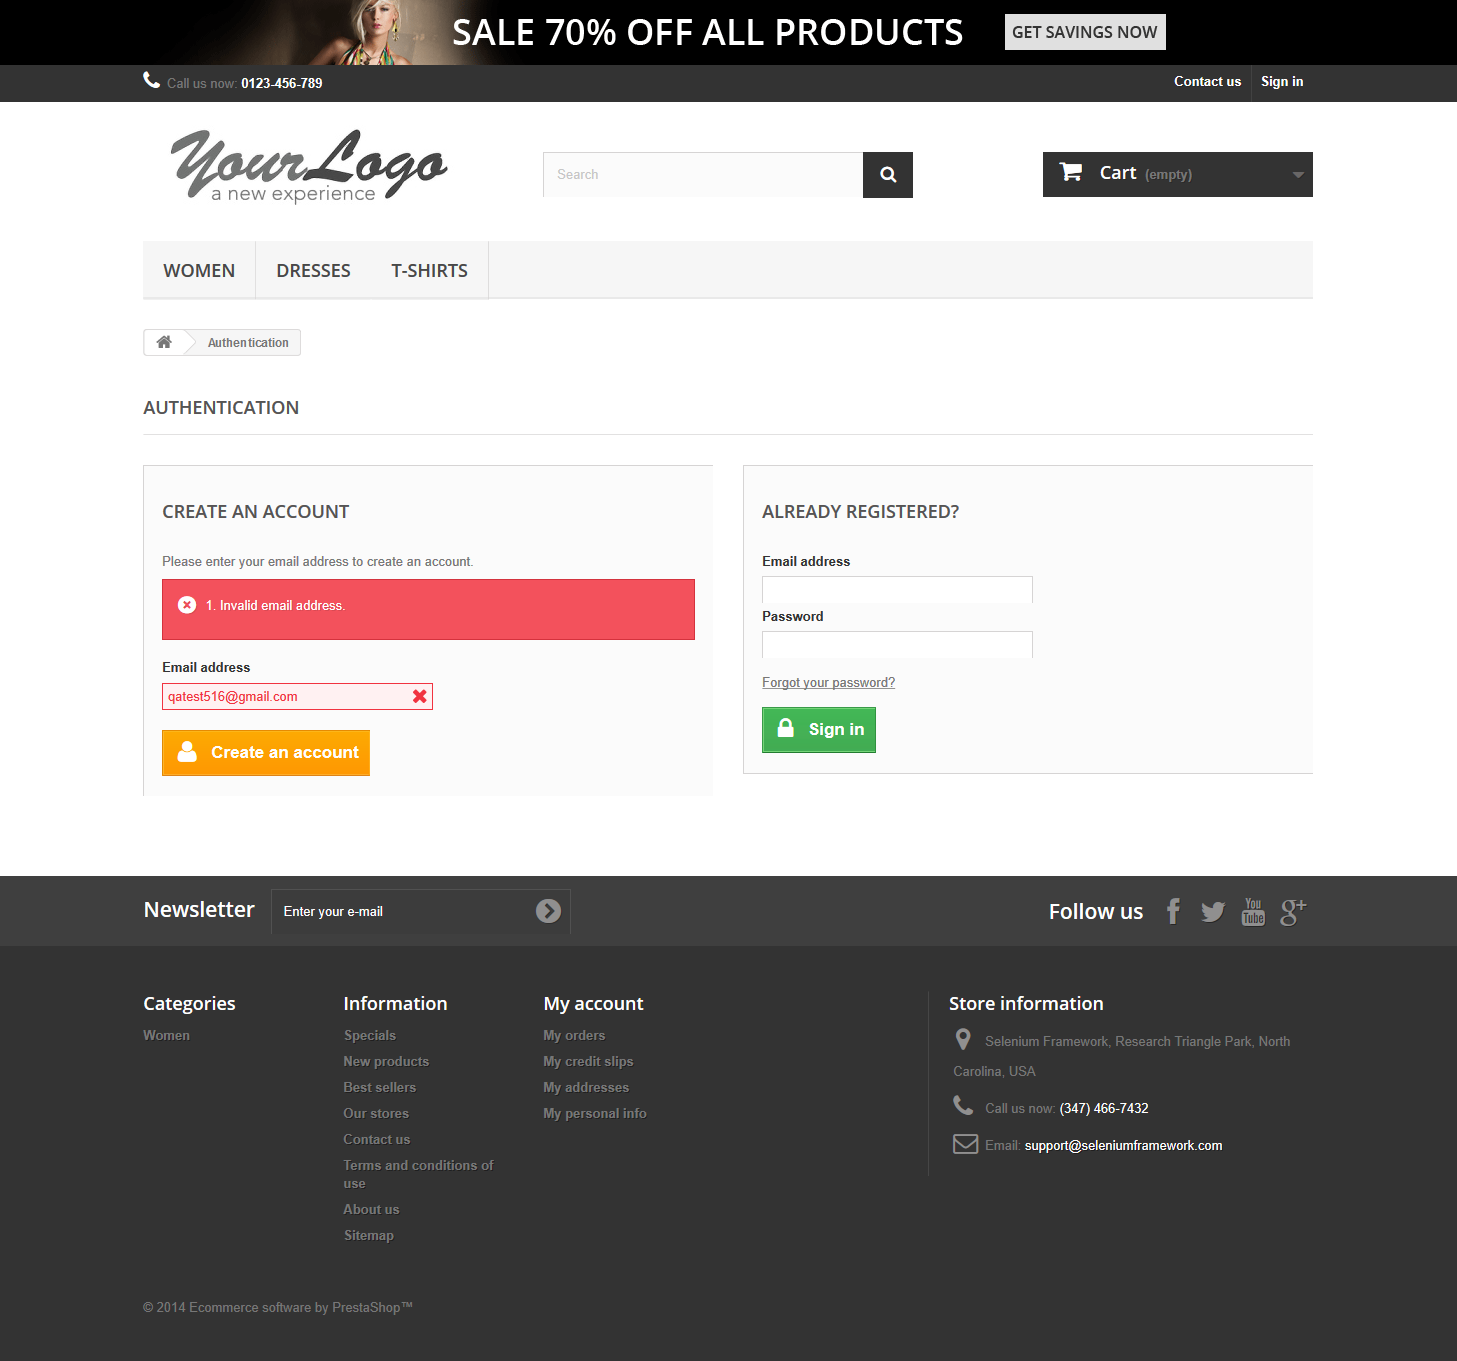 SALE 70% OFF ALL PRODUCTS
GET SAVINGS NOW
Call us now: 0123-456-789
Contact us
Sign in
YourLogo
a new experience
Search
Cart (empty)
WOMEN
DRESSES
T-SHIRTS
Authentication
AUTHENTICATION
CREATE AN ACCOUNT
Please enter your email address to create an account.
1. Invalid email address.
Email address
qatest516@gmail.com
Create an account
ALREADY REGISTERED?
Email address
Password
Forgot your password?
Sign in
Newsletter
Enter your e-mail
Follow us
You
Tube
g+
Categories
Women
Information
Specials
New products
Best sellers
Our stores
Contact us
Terms and conditions of
use
About us
Sitemap
My account
My orders
My credit slips
My addresses
My personal info
Store information
Selenium Framework, Research Triangle Park, North
Carolina, USA
Call us now: (347) 466-7432
Email: support@seleniumframework.com
© 2014 Ecommerce software by PrestaShop™